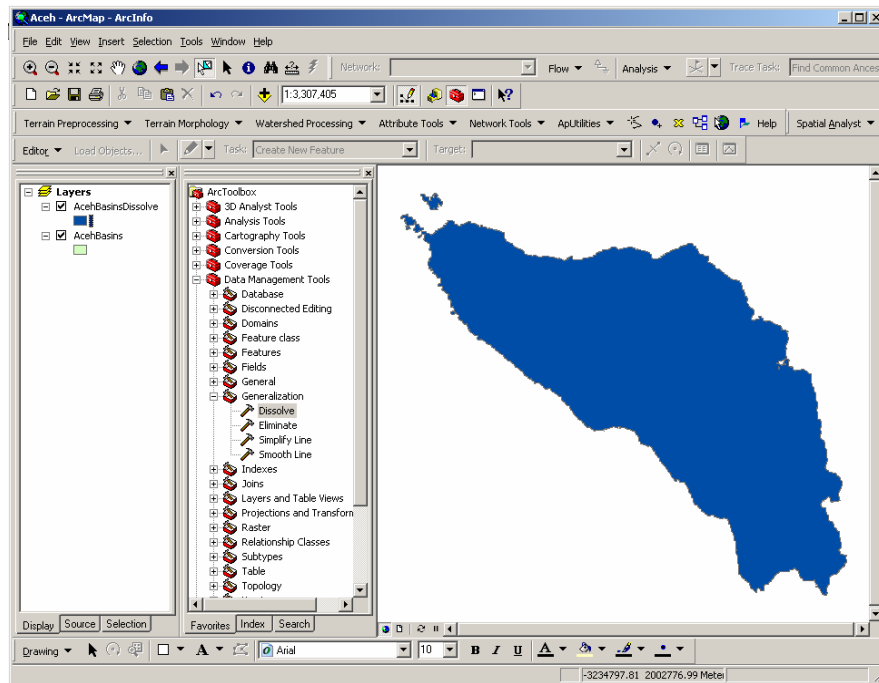 Aceh - ArcMap - ArcInfo
File Edit View Insert Selection Tools Window Help
Network: Flow Analysis Trace Task: Find Common Ances
1:3,307,405
Terrain Preprocessing Terrain Morphology Watershed Processing Attribute Tools Network Tools ApUtilities Help Spatial Analyst
Editor Load Objects... Task: Create New Feature Target:
Layers
AcehBasinsDissolve
AcehBasins
Display Source Selection
ArcToolbox
3D Analyst Tools
Analysis Tools
Cartography Tools
Conversion Tools
Coverage Tools
Data Management Tools
Database
Disconnected Editing
Domains
Feature class
Features
Fields
General
Generalization
Dissolve
Eliminate
Simplify Line
Smooth Line
Indexes
Joins
Layers and Table Views
Projections and Transforn
Raster
Relationship Classes
Subtypes
Table
Topology
Favorites Index Search
Drawing A Arial 10 B I U A
-3234797.81 2002776.99 Meter